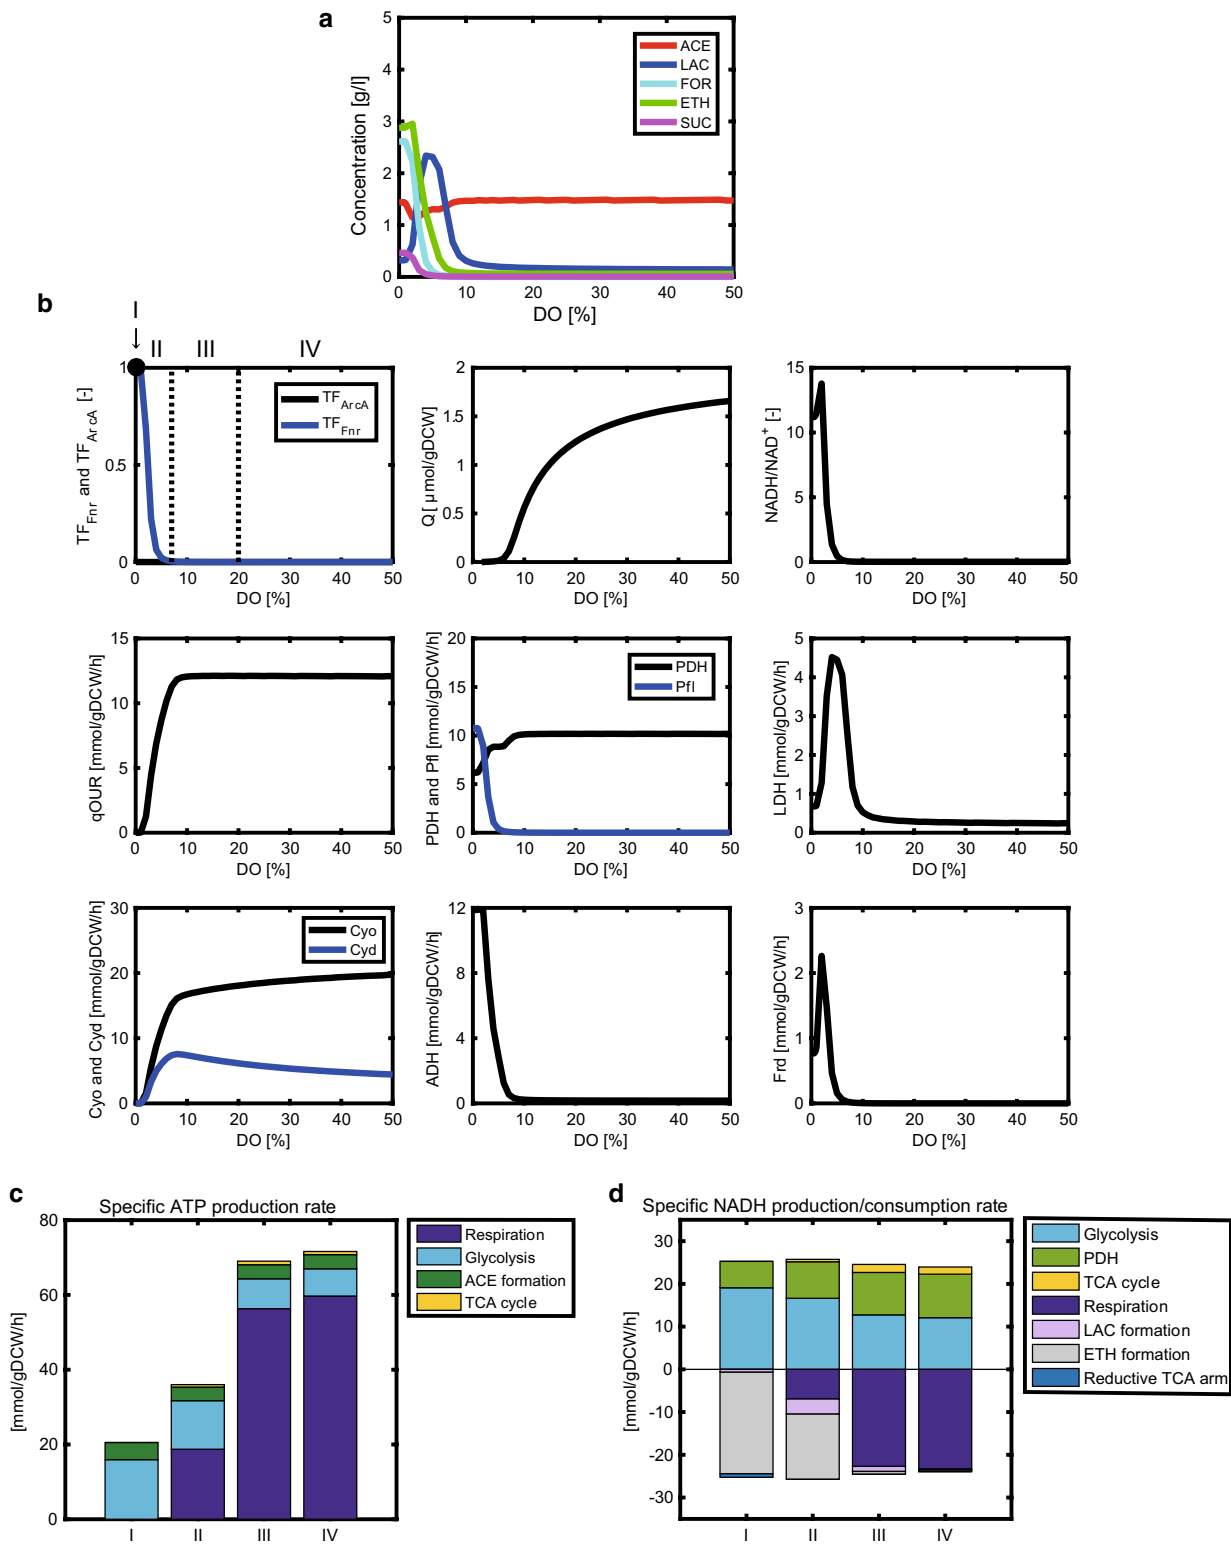 a
5
4
3
2
1
0
Concentration [g/l]
ACE
LAC
FOR
ETH
SUC
0 10 20 30 40 50
DO [%]
b
I
II III IV
1
0.5
0
TF_Fnr and TF_ArcA [-]
TF_ArcA
TF_Fnr
0 10 20 30 40 50
DO [%]
2
1.5
1
0.5
0
Q [ µmol/gDCW]
0 10 20 30 40 50
DO [%]
15
10
5
0
NADH/NAD+ [-]
0 10 20 30 40 50
DO [%]
15
10
5
0
qOUR [mmol/gDCW/h]
0 10 20 30 40 50
DO [%]
20
15
10
5
0
PDH and Pfl [mmol/gDCW/h]
PDH
Pfl
0 10 20 30 40 50
DO [%]
5
4
3
2
1
0
LDH [mmol/gDCW/h]
0 10 20 30 40 50
DO [%]
30
20
10
0
Cyo and Cyd [mmol/gDCW/h]
Cyo
Cyd
0 10 20 30 40 50
DO [%]
12
8
4
0
ADH [mmol/gDCW/h]
0 10 20 30 40 50
DO [%]
3
2
1
0
Frd [mmol/gDCW/h]
0 10 20 30 40 50
DO [%]
c
Specific ATP production rate
80
60
40
20
0
[mmol/gDCW/h]
I II III IV
Respiration
Glycolysis
ACE formation
TCA cycle
d
Specific NADH production/consumption rate
30
20
10
0
-10
-20
-30
[mmol/gDCW/h]
I II III IV
Glycolysis
PDH
TCA cycle
Respiration
LAC formation
ETH formation
Reductive TCA arm